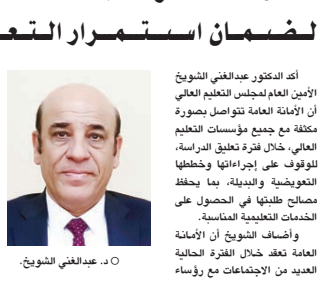 لضمان استمرار التعـ
أكد الدكتور عبدالغني الشويخ
الأمين العام لمجلس التعليم العالي
أن الأمانة العامة تتواصل بصورة
مكثفة مع جميع مؤسسات التعليم
العالي، خلال فترة تعليق الدراسة،
للوقوف على إجراءاتها وخططها
التعويضية والبديلة، بما يحفظ
مصالح طلبتها في الحصول على
الخدمات التعليمية المناسبة.
وأضاف الشويخ أن الأمانة
العامة تعقد خلال الفترة الحالية
العديد من الاجتماعات مع رؤساء
○ د. عبدالغني الشويخ.